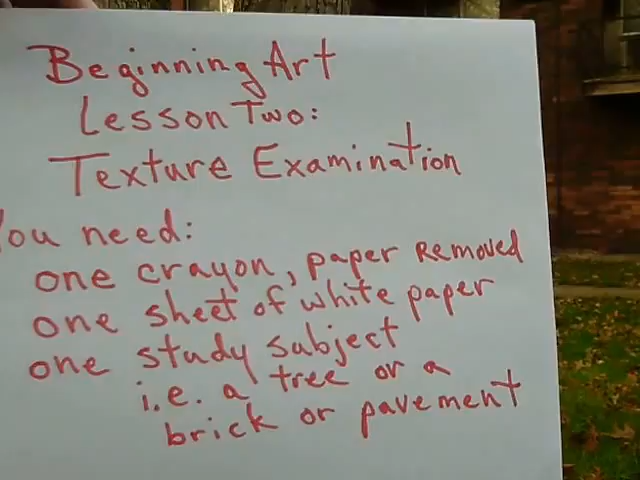 Beginning Art
Lesson Two:
Texture Examination
You need:
one crayon, paper removed
one sheet of white paper
one study subject
i.e. a tree or a
brick or pavement